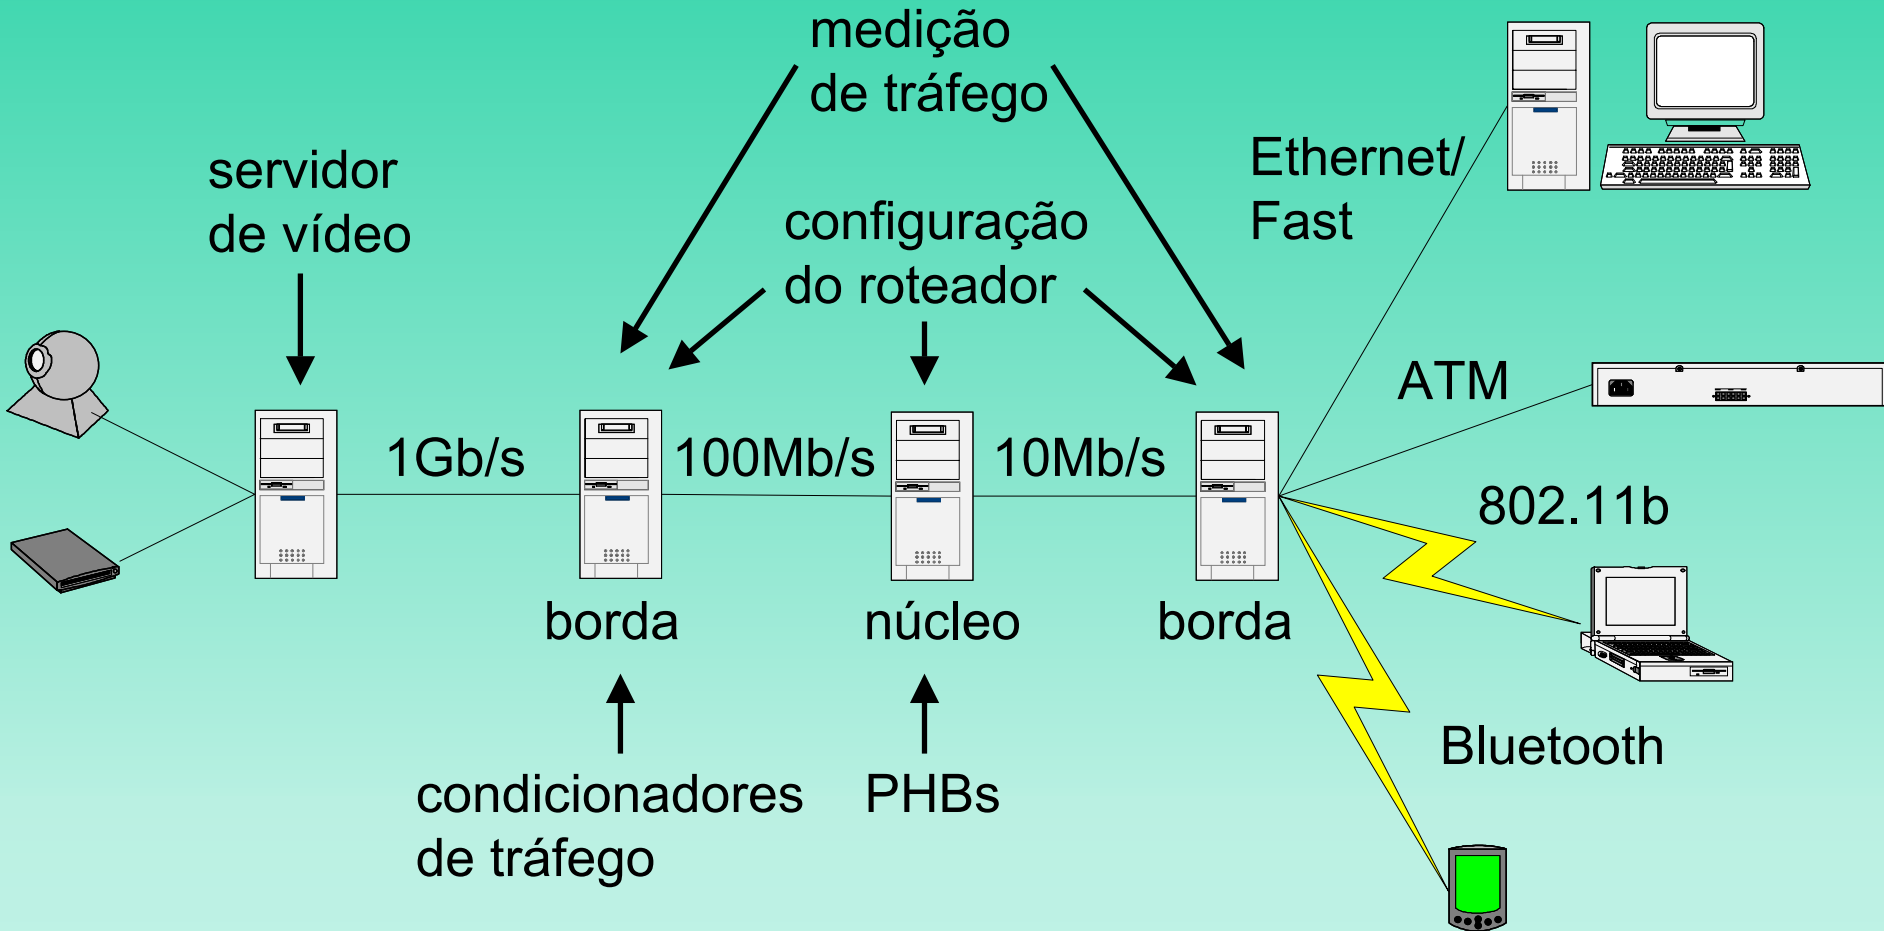 medição
de tráfego
servidor
de vídeo
configuração
do roteador
Ethernet/
Fast
ATM
1Gb/s
100Mb/s
10Mb/s
802.11b
borda
núcleo
borda
Bluetooth
condicionadores
de tráfego
PHBs